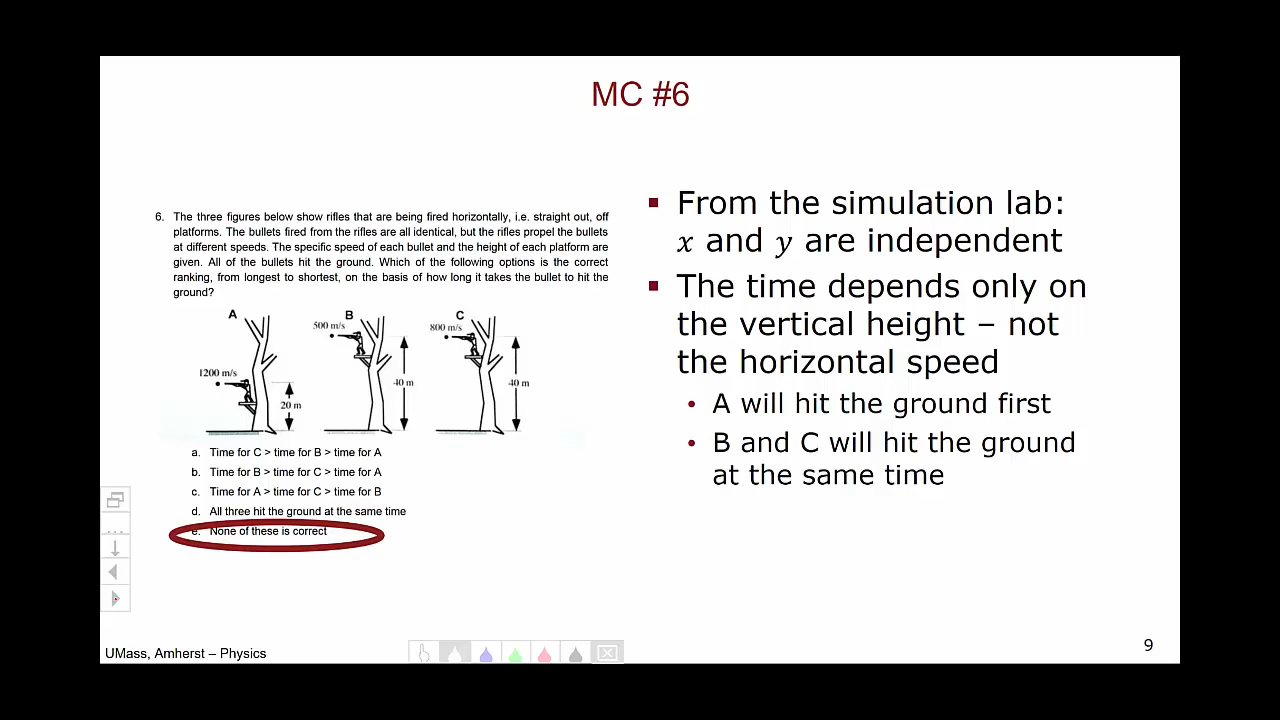 MC #6
6. The three figures below show rifles that are being fired horizontally, i.e. straight out, off
platforms. The bullets fired from the rifles are all identical, but the rifles propel the bullets
at different speeds. The specific speed of each bullet and the height of each platform are
given. All of the bullets hit the ground. Which of the following options is the correct
ranking, from longest to shortest, on the basis of how long it takes the bullet to hit the
ground?
A
B
C
500 m/s
800 m/s
1200 m/s
40 m
40 m
20 m
a. Time for C > time for B > time for A
b. Time for B > time for C > time for A
c. Time for A > time for C > time for B
d. All three hit the ground at the same time
e. None of these is correct
▪ From the simulation lab:
x and y are independent
▪ The time depends only on
the vertical height – not
the horizontal speed
• A will hit the ground first
• B and C will hit the ground
at the same time
UMass, Amherst – Physics
9